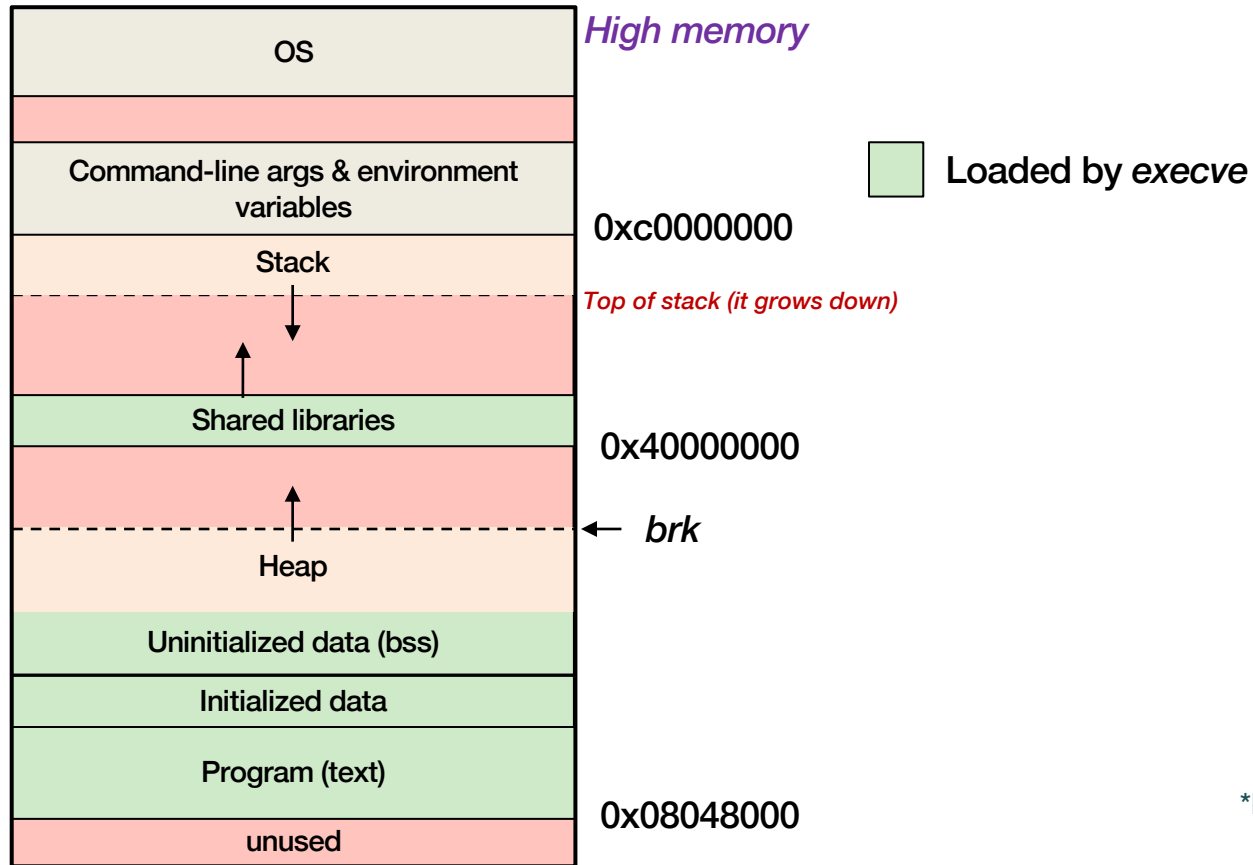 OS
High memory
Command-line args & environment
variables
Loaded by execve
0xc0000000
Stack
Top of stack (it grows down)
Shared libraries
0x40000000
brk
Heap
Uninitialized data (bss)
Initialized data
Program (text)
0x08048000
*
unused